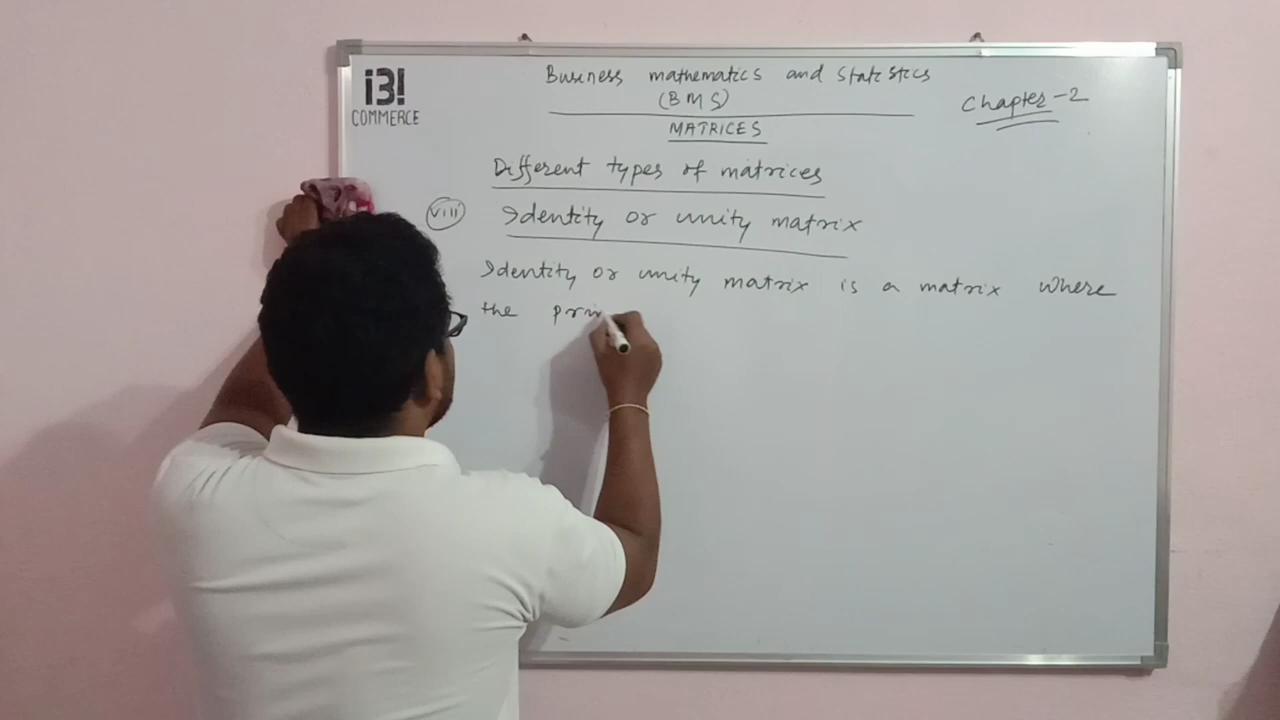 i3!
COMMERCE
Business mathematics and Statistics
(BMS)
Chapter-2
MATRICES
Different types of matrices
viii Identity or unity matrix
Identity or unity matrix is a matrix where
the prin